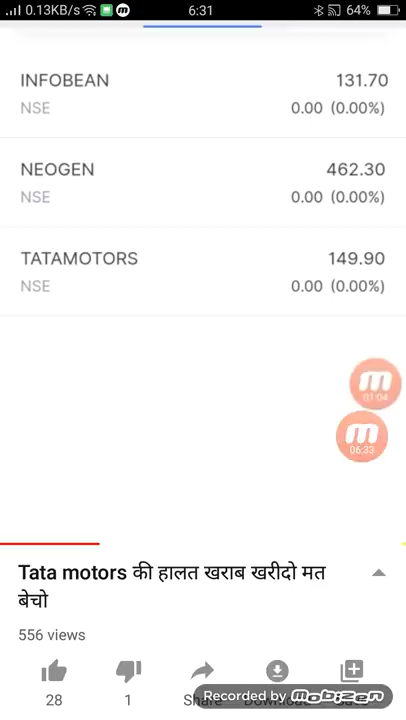 0.13KB/s 6:31 64%
INFOBEAN 131.70
NSE 0.00 (0.00%)
NEOGEN 462.30
NSE 0.00 (0.00%)
TATAMOTORS 149.90
NSE 0.00 (0.00%)
m
01:04
m
06:33
Tata motors की हालत खराब खरीदो मत
बेचो
556 views
28 1 Share
Recorded by mobizen